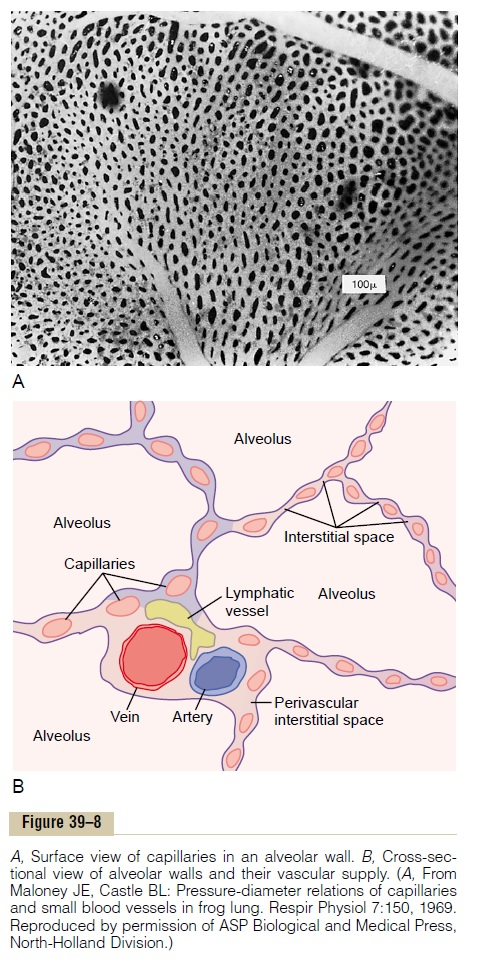 100μ
A
Alveolus
Alveolus
Interstitial space
Capillaries
Lymphatic
vessel
Alveolus
Vein
Artery
Perivascular
interstitial space
Alveolus
B
Figure 39–8
A, Surface view of capillaries in an alveolar wall. B, Cross-sec-
tional view of alveolar walls and their vascular supply. (A, From
Maloney JE, Castle BL: Pressure-diameter relations of capillaries
and small blood vessels in frog lung. Respir Physiol 7:150, 1969.
Reproduced by permission of ASP Biological and Medical Press,
North-Holland Division.)